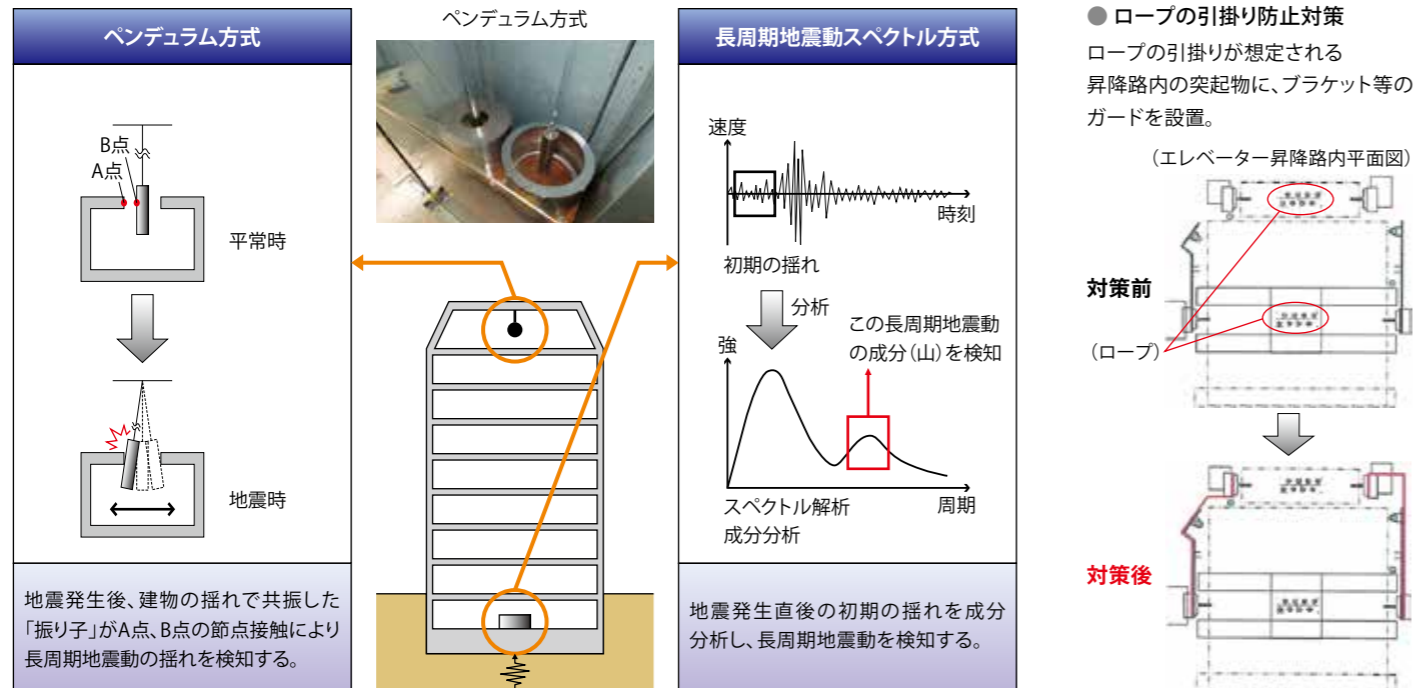 ペンデュラム方式
B点
A点
平常時
地震時
地震発生後、建物の揺れで共振した
「振り子」がA点、B点の節点接触により
長周期地震動の揺れを検知する。
ペンデュラム方式
長周期地震動スペクトル方式
速度
時刻
初期の揺れ
分析
この長周期地震動
の成分(山)を検知
強
周期
スペクトル解析
成分分析
地震発生直後の初期の揺れを成分
分析し、長周期地震動を検知する。
● ロープの引掛り防止対策
ロープの引掛りが想定される
昇降路内の突起物に、ブラケット等の
ガードを設置。
(エレベーター昇降路内平面図)
対策前
(ロープ)
対策後